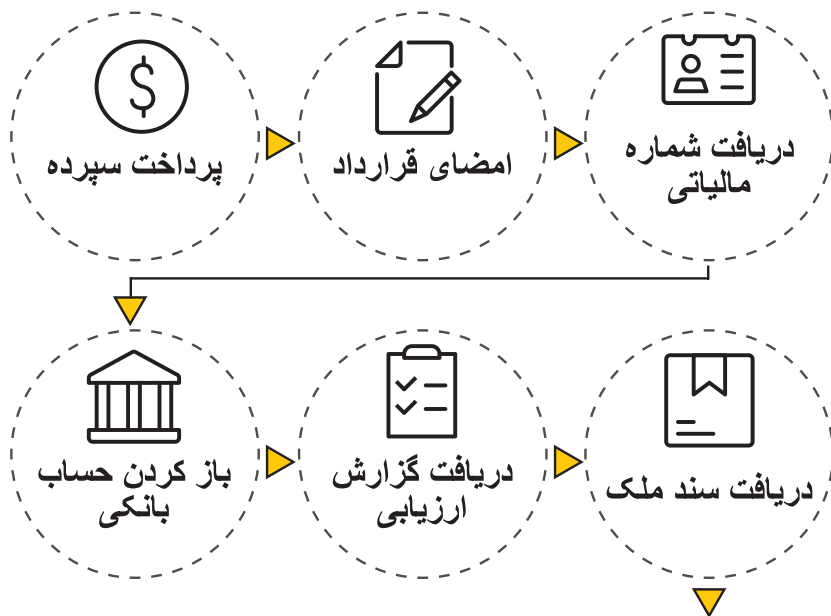 پرداخت سپرده
امضای قرارداد
دریافت شماره
مالیاتی
باز کردن حساب
بانکی
دریافت گزارش
ارزیابی
دریافت سند ملک